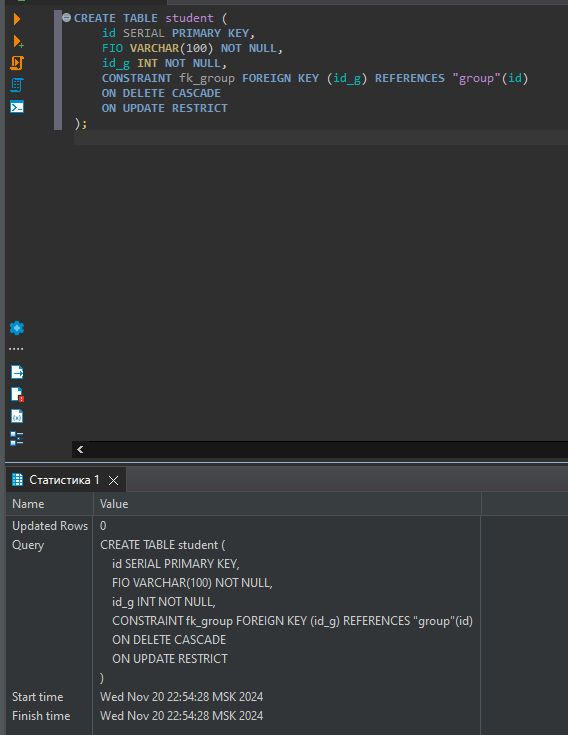 CREATE TABLE student (
id SERIAL PRIMARY KEY,
FIO VARCHAR(100) NOT NULL,
id_g INT NOT NULL,
CONSTRAINT fk_group FOREIGN KEY (id_g) REFERENCES "group"(id)
ON DELETE CASCADE
ON UPDATE RESTRICT
);
Статистика 1
Name Value
Updated Rows 0
Query CREATE TABLE student (
id SERIAL PRIMARY KEY,
FIO VARCHAR(100) NOT NULL,
id_g INT NOT NULL,
CONSTRAINT fk_group FOREIGN KEY (id_g) REFERENCES "group"(id)
ON DELETE CASCADE
ON UPDATE RESTRICT
)
Start time Wed Nov 20 22:54:28 MSK 2024
Finish time Wed Nov 20 22:54:28 MSK 2024